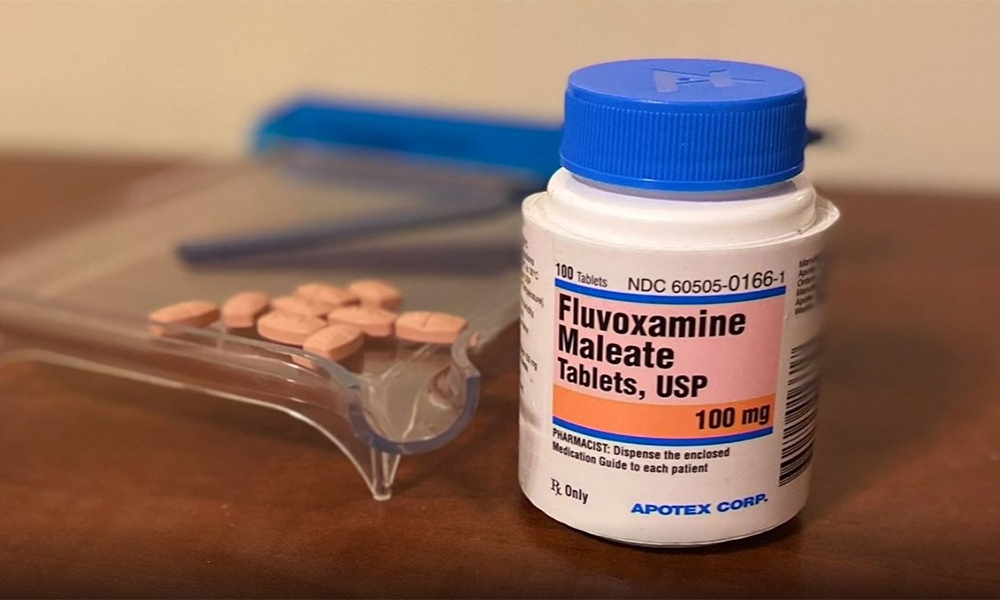 100 Tablets NDC 60505-0166-1
Fluvoxamine
Maleate
Tablets, USP
100 mg
PHARMACIST: Dispense the enclosed
Medication Guide to each patient
Rx Only
APOTEX CORP.